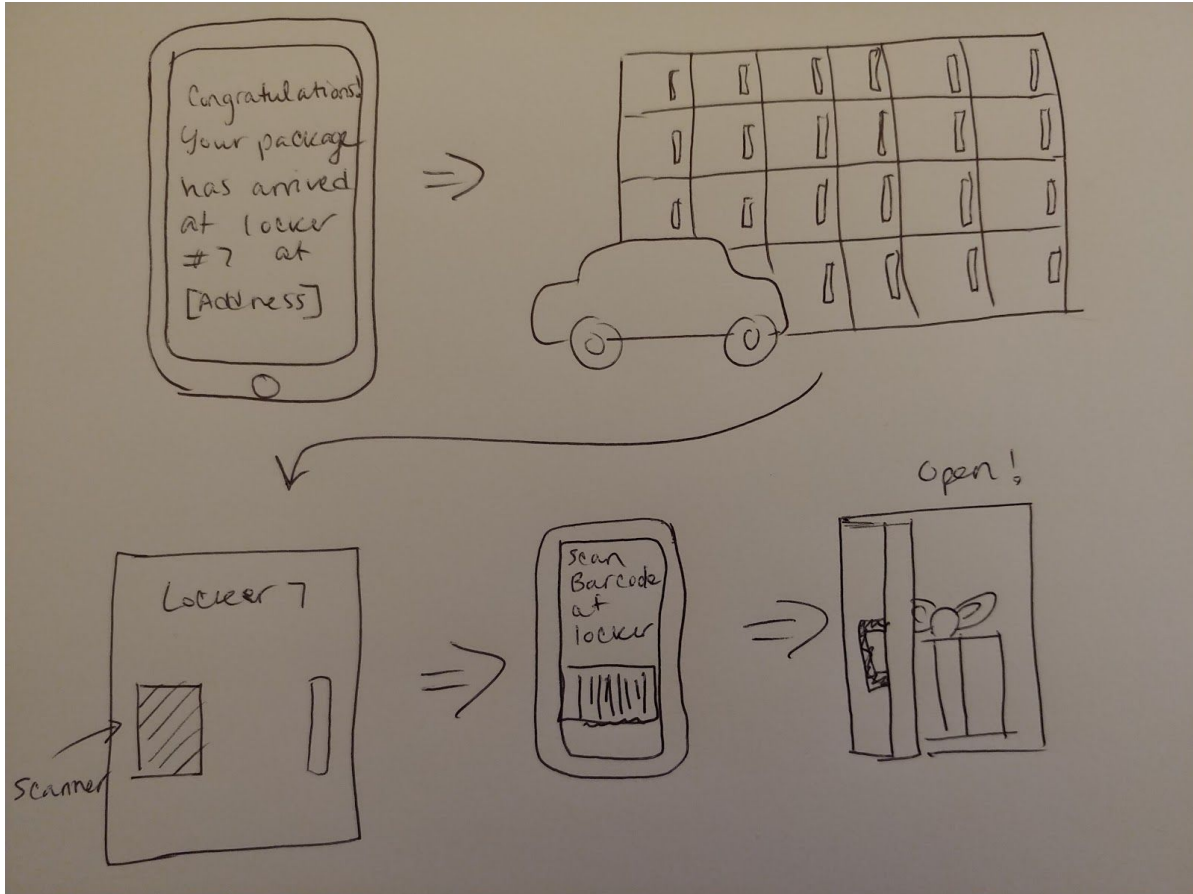 Congratulations!
Your package
has arrived
at locker
#7 at
[Address]
Open!
Locker 7
Scanner
Scan
Barcode
at
locker